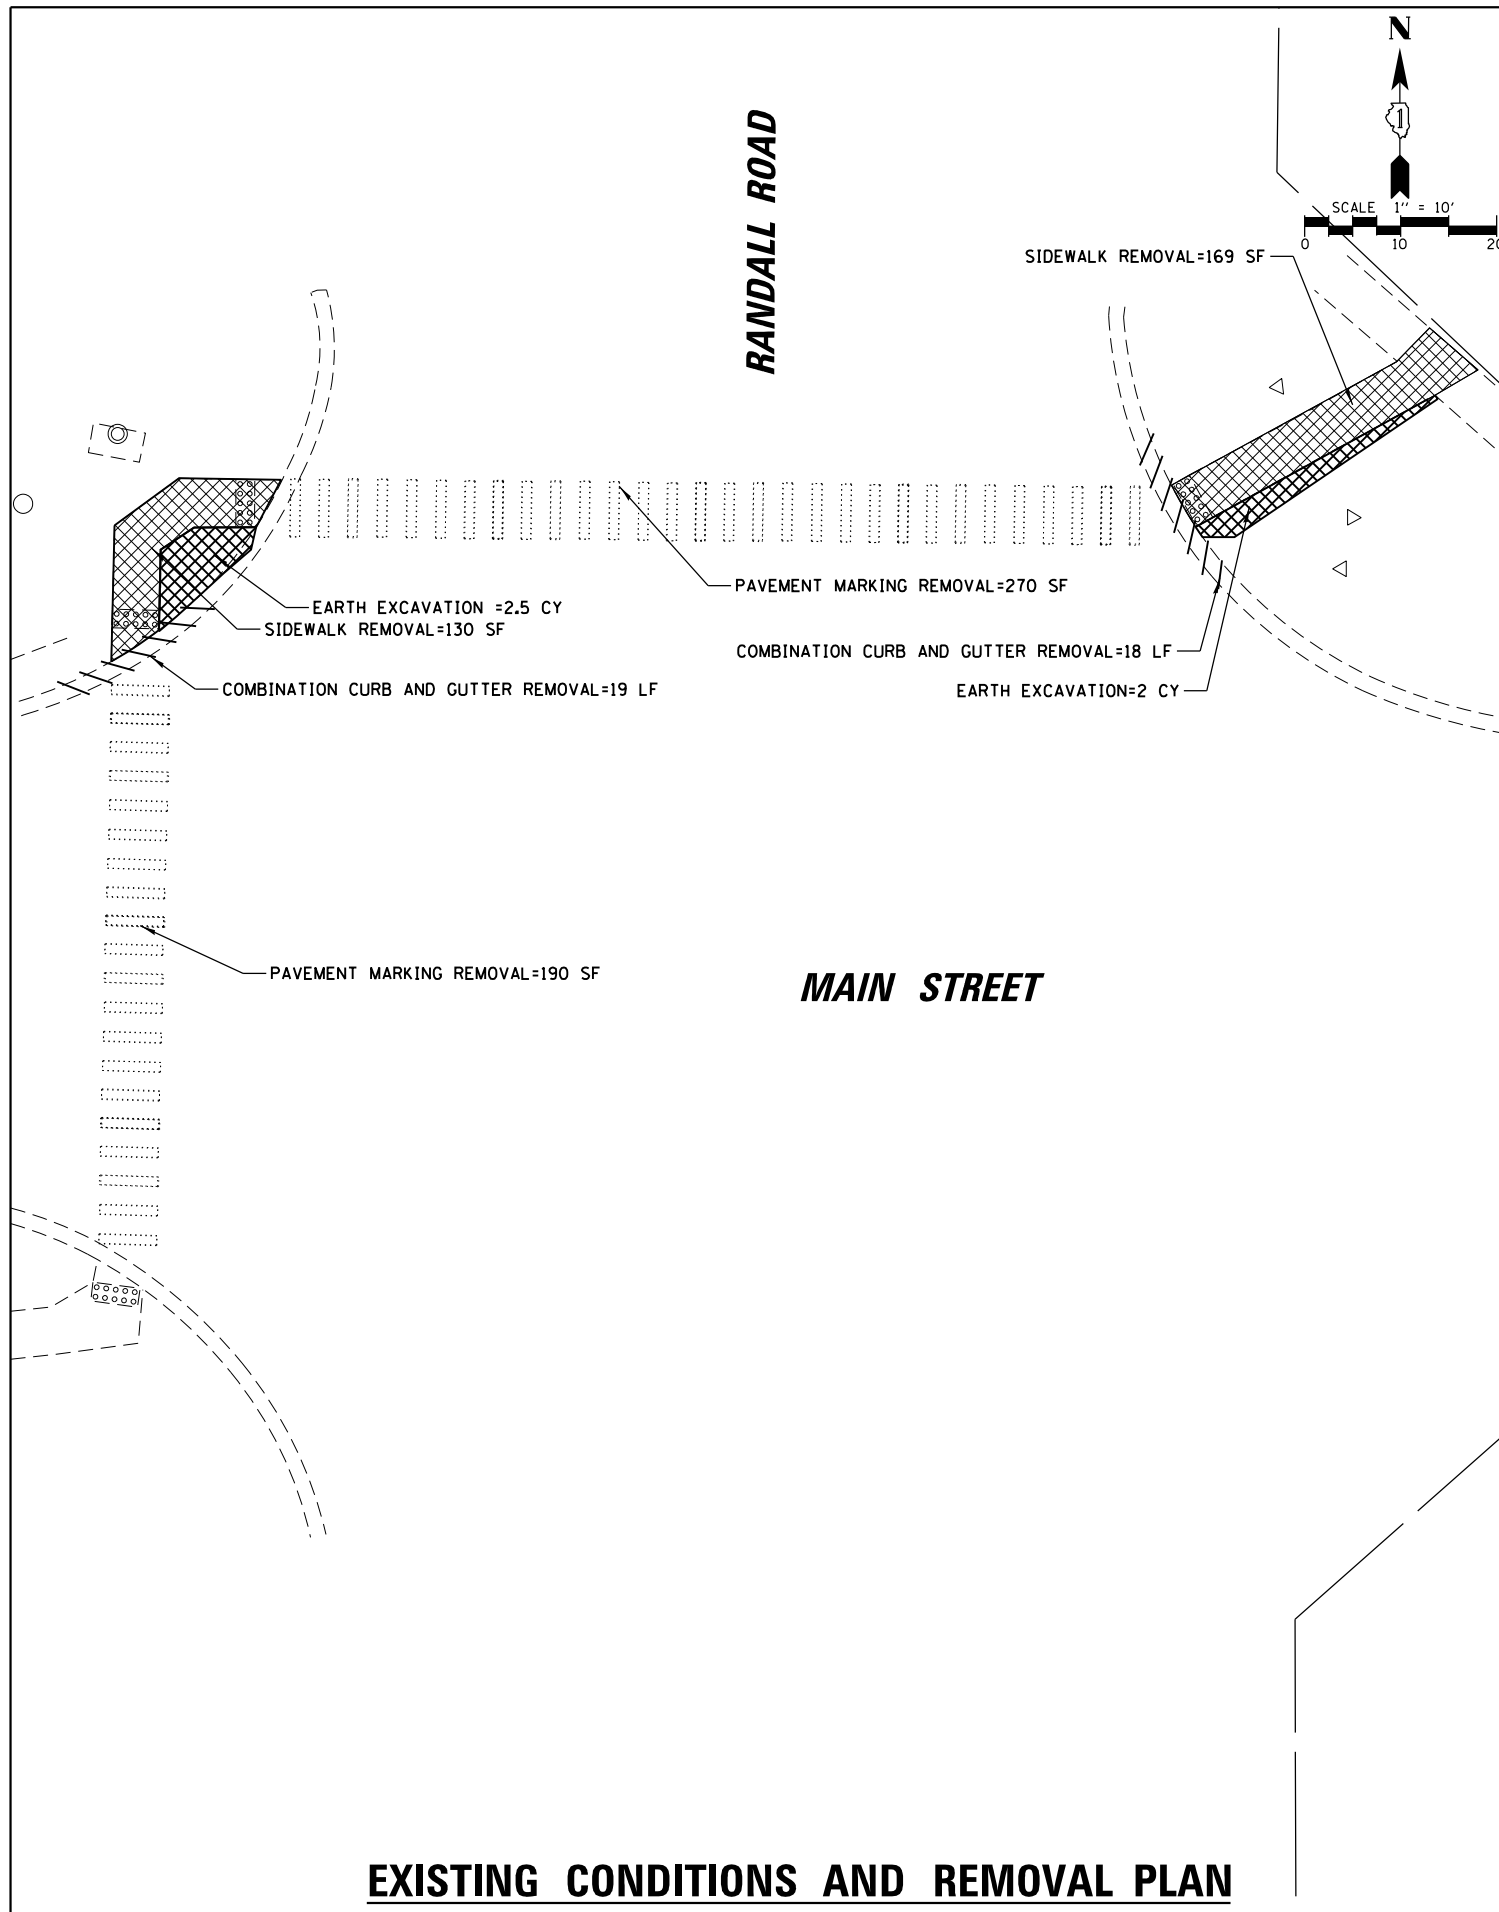 N
1
SCALE 1'' = 10'
0 10 20
RANDALL ROAD
SIDEWALK REMOVAL=169 SF
PAVEMENT MARKING REMOVAL=270 SF
EARTH EXCAVATION =2.5 CY
SIDEWALK REMOVAL=130 SF
COMBINATION CURB AND GUTTER REMOVAL=18 LF
COMBINATION CURB AND GUTTER REMOVAL=19 LF
EARTH EXCAVATION=2 CY
PAVEMENT MARKING REMOVAL=190 SF
MAIN STREET
EXISTING CONDITIONS AND REMOVAL PLAN